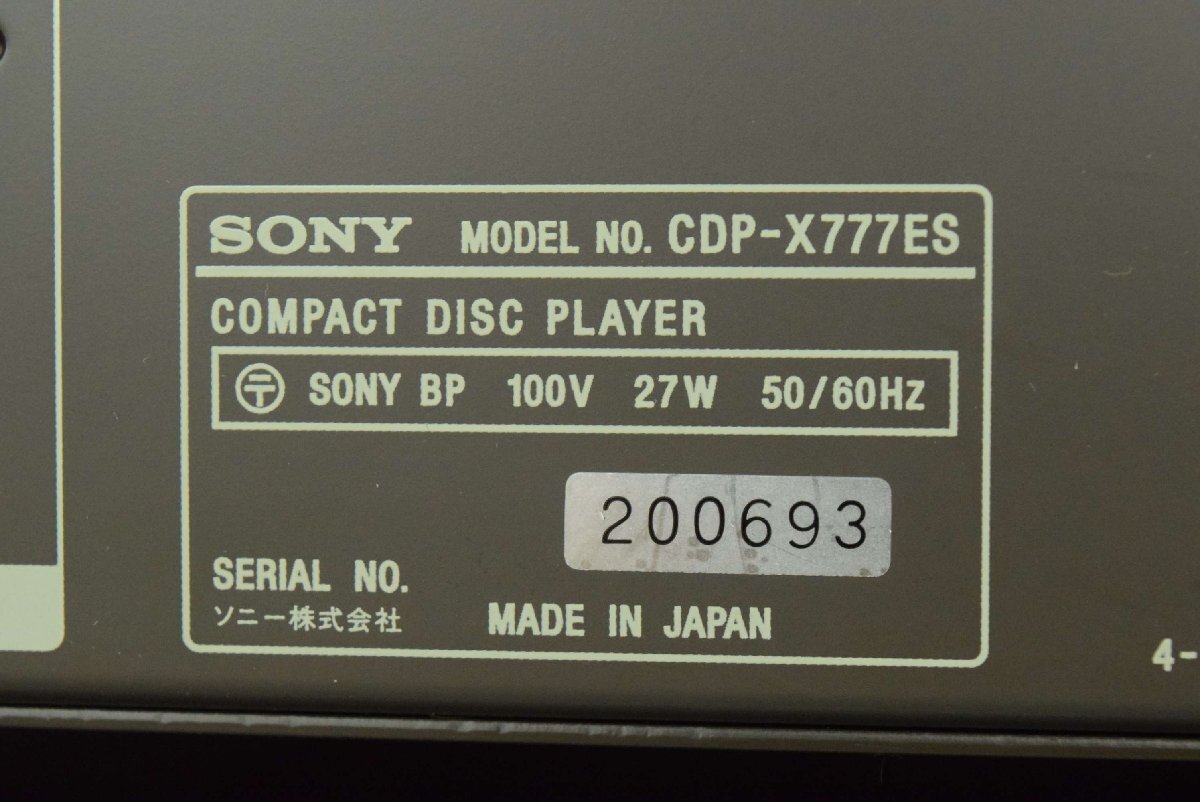 SONY MODEL NO. CDP-X777ES
COMPACT DISC PLAYER
〶 SONY BP 100V 27W 50/60Hz
200693
SERIAL NO.
ソニー株式会社 MADE IN JAPAN
4-